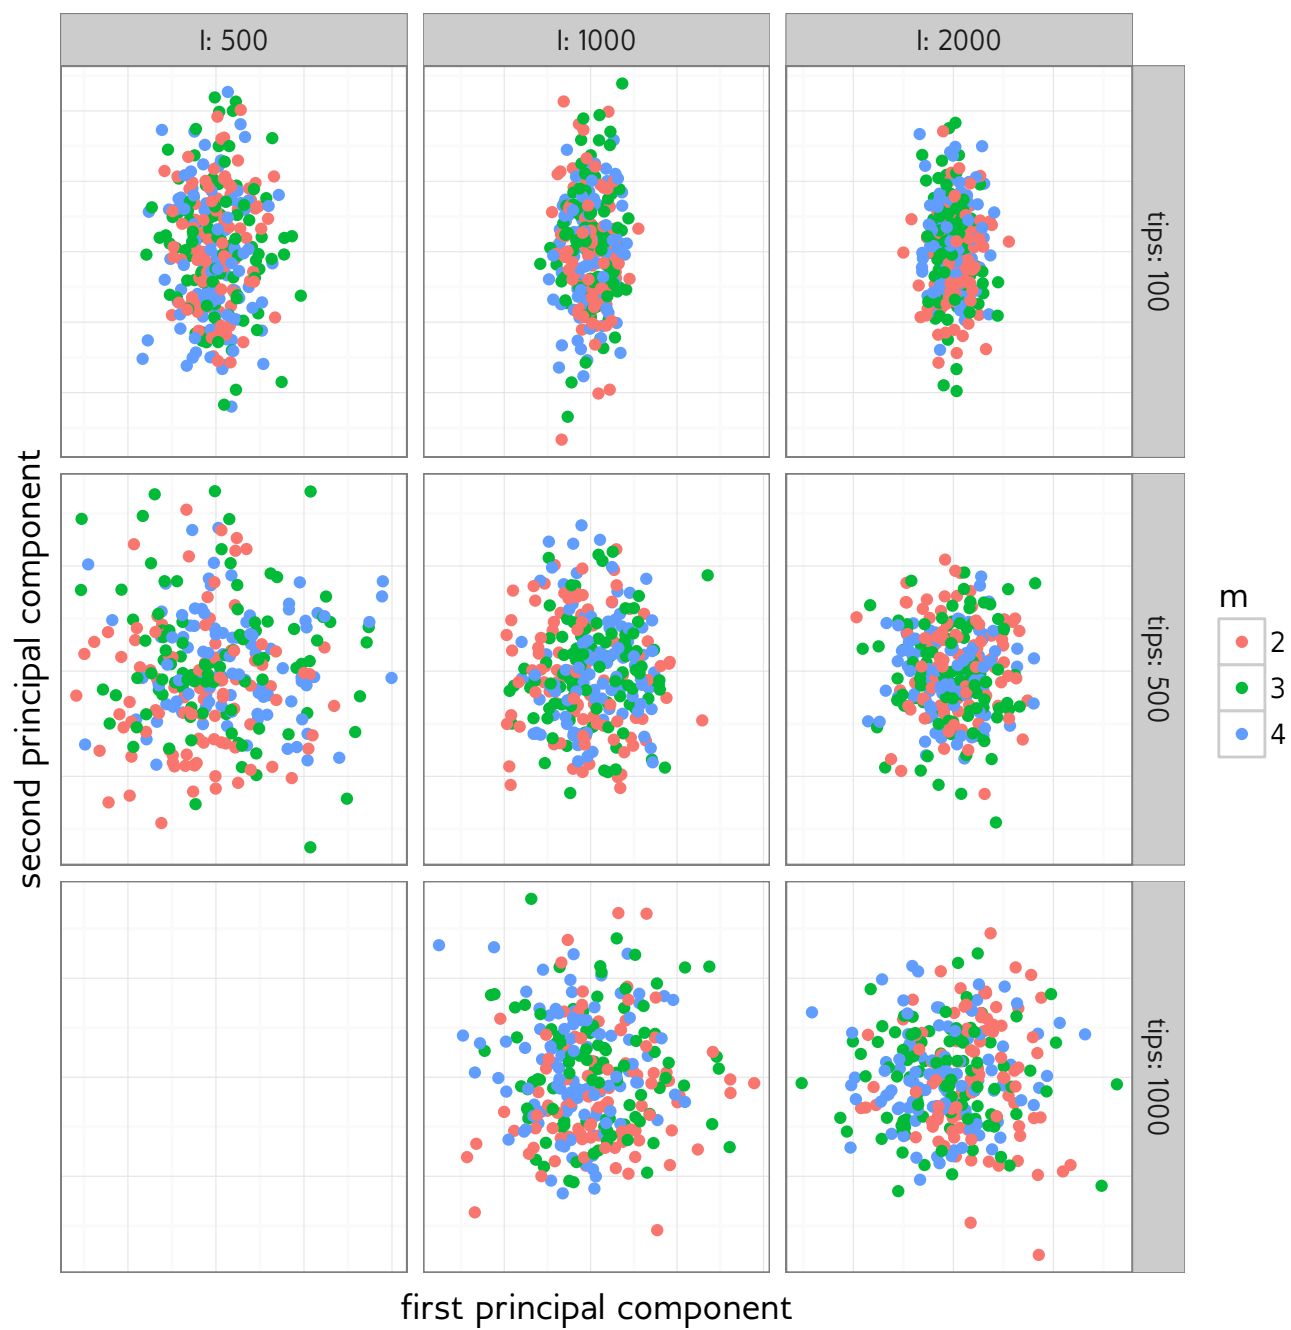 I: 500
I: 1000
I: 2000
tips: 100
tips: 500
tips: 1000
second principal component
first principal component
m
2
3
4